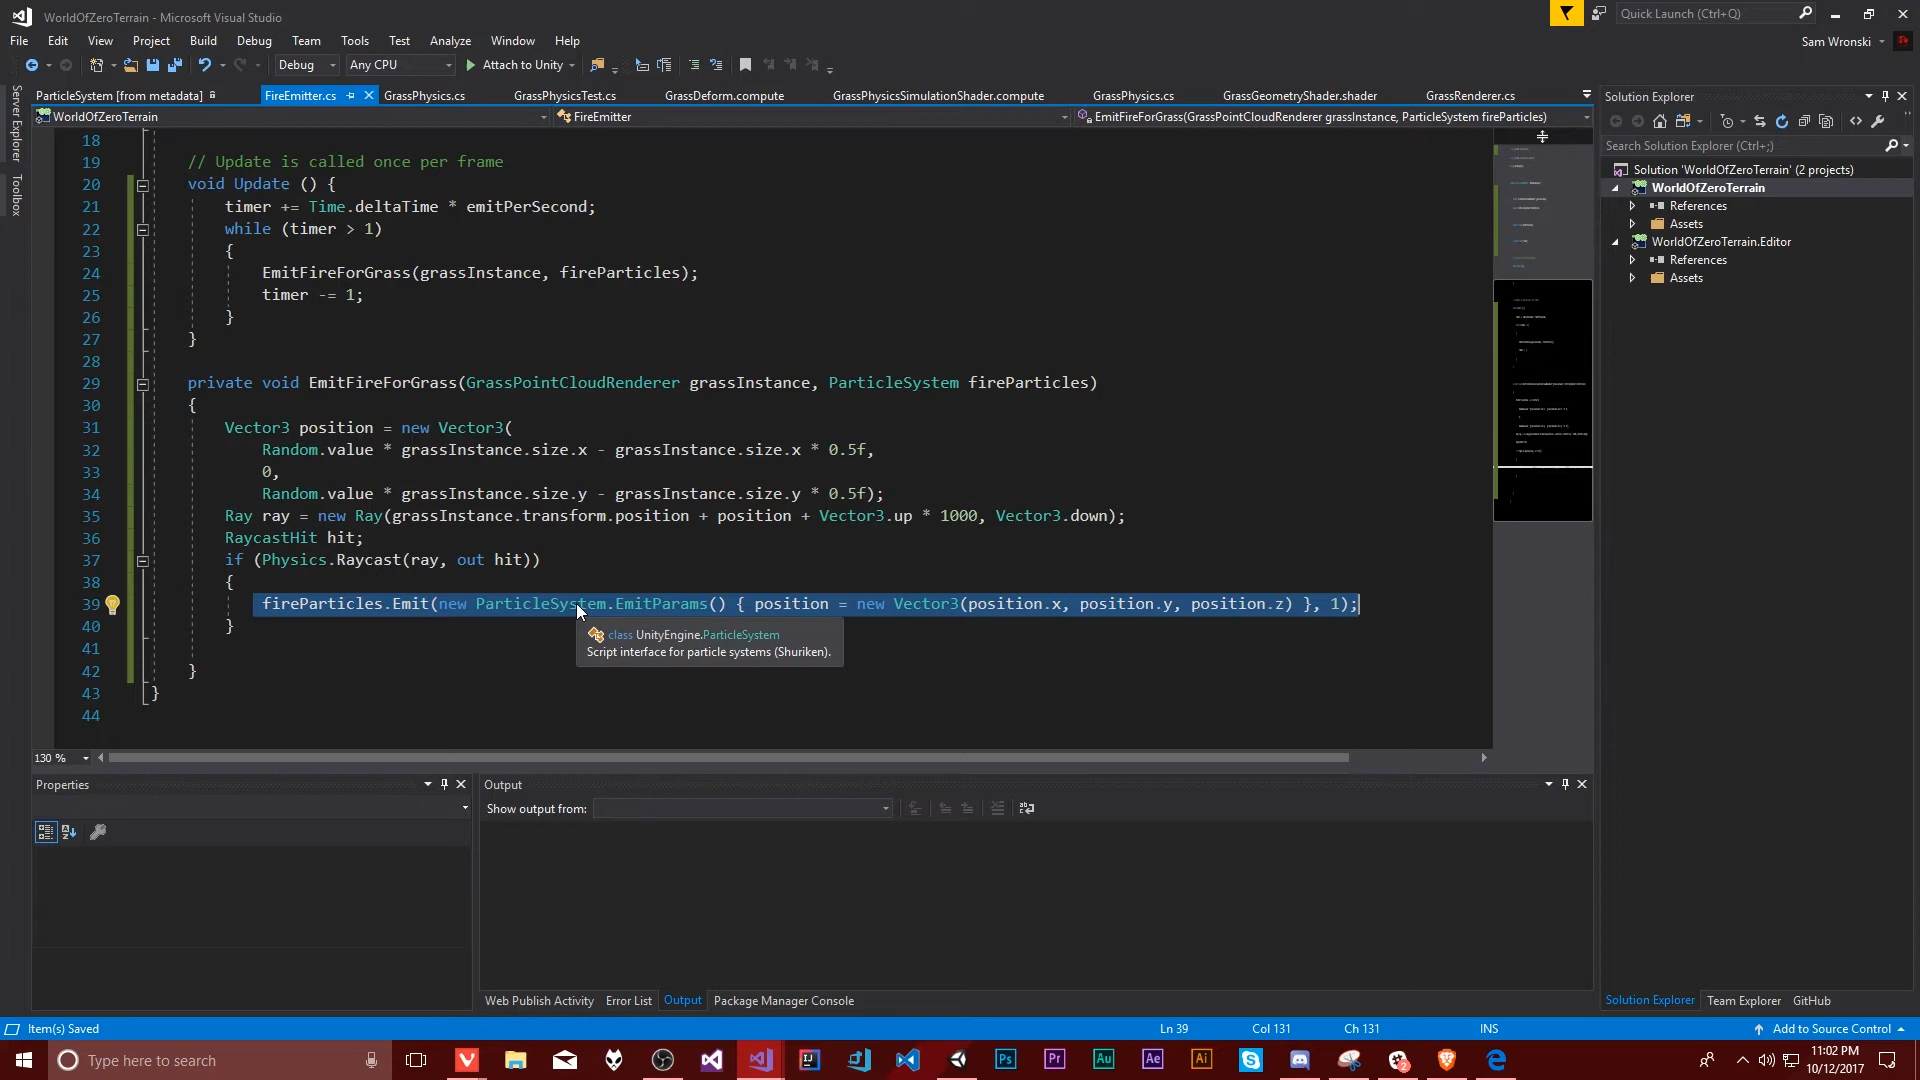 WorldOfZeroTerrain - Microsoft Visual Studio
Quick Launch (Ctrl+Q)
File Edit View Project Build Debug Team Tools Test Analyze Window Help
Sam Wronski
Debug Any CPU Attach to Unity
Server Explorer
Toolbox
ParticleSystem [from metadata] FireEmitter.cs GrassPhysics.cs GrassPhysicsTest.cs GrassDeform.compute GrassPhysicsSimulationShader.compute GrassPhysics.cs GrassGeometryShader.shader GrassRenderer.cs
WorldOfZeroTerrain FireEmitter EmitFireForGrass(GrassPointCloudRenderer grassInstance, ParticleSystem fireParticles)
18
19 // Update is called once per frame
20 void Update () {
21 timer += Time.deltaTime * emitPerSecond;
22 while (timer > 1)
23 {
24 EmitFireForGrass(grassInstance, fireParticles);
25 timer -= 1;
26 }
27 }
28
29 private void EmitFireForGrass(GrassPointCloudRenderer grassInstance, ParticleSystem fireParticles)
30 {
31 Vector3 position = new Vector3(
32 Random.value * grassInstance.size.x - grassInstance.size.x * 0.5f,
33 0,
34 Random.value * grassInstance.size.y - grassInstance.size.y * 0.5f);
35 Ray ray = new Ray(grassInstance.transform.position + position + Vector3.up * 1000, Vector3.down);
36 RaycastHit hit;
37 if (Physics.Raycast(ray, out hit))
38 {
39 fireParticles.Emit(new ParticleSystem.EmitParams() { position = new Vector3(position.x, position.y, position.z) }, 1);
40 }
class UnityEngine.ParticleSystem
Script interface for particle systems (Shuriken).
41
42 }
43 }
44
130 %
Solution Explorer
Search Solution Explorer (Ctrl+;)
Solution 'WorldOfZeroTerrain' (2 projects)
WorldOfZeroTerrain
References
Assets
WorldOfZeroTerrain.Editor
References
Assets
Properties
Output
Show output from:
Web Publish Activity Error List Output Package Manager Console
Solution Explorer Team Explorer GitHub
Item(s) Saved Ln 39 Col 131 Ch 131 INS Add to Source Control
Type here to search
Ps Pr Au Ae Ai
2
11:02 PM
10/12/2017